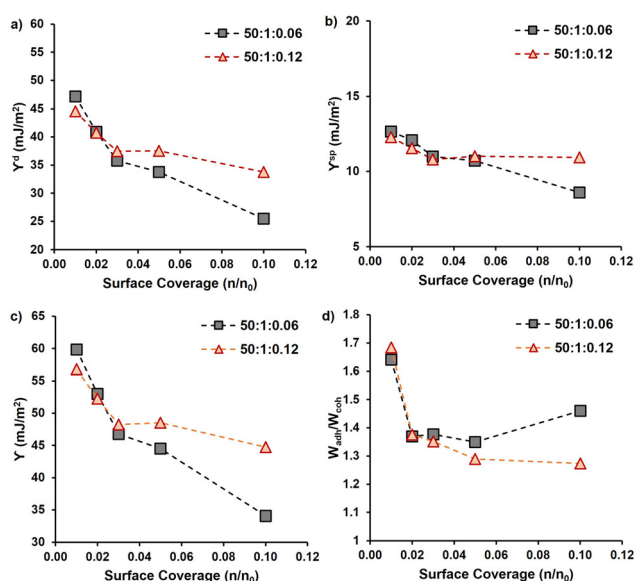 a)
50:1:0.06
50:1:0.12
ϒᵈ (mJ/m²)
60
55
50
45
40
35
30
25
20
0.00 0.02 0.04 0.06 0.08 0.10 0.12
Surface Coverage (n/n₀)
b)
50:1:0.06
50:1:0.12
ϒˢᵖ (mJ/m²)
20
15
10
5
0.00 0.02 0.04 0.06 0.08 0.10 0.12
Surface Coverage (n/n₀)
c)
50:1:0.06
50:1:0.12
ϒ (mJ/m²)
65
60
55
50
45
40
35
30
0.00 0.02 0.04 0.06 0.08 0.10 0.12
Surface Coverage (n/n₀)
d)
50:1:0.06
50:1:0.12
W_adh/W_coh
1.8
1.7
1.6
1.5
1.4
1.3
1.2
1.1
1
0.00 0.02 0.04 0.06 0.08 0.10 0.12
Surface Coverage (n/n₀)